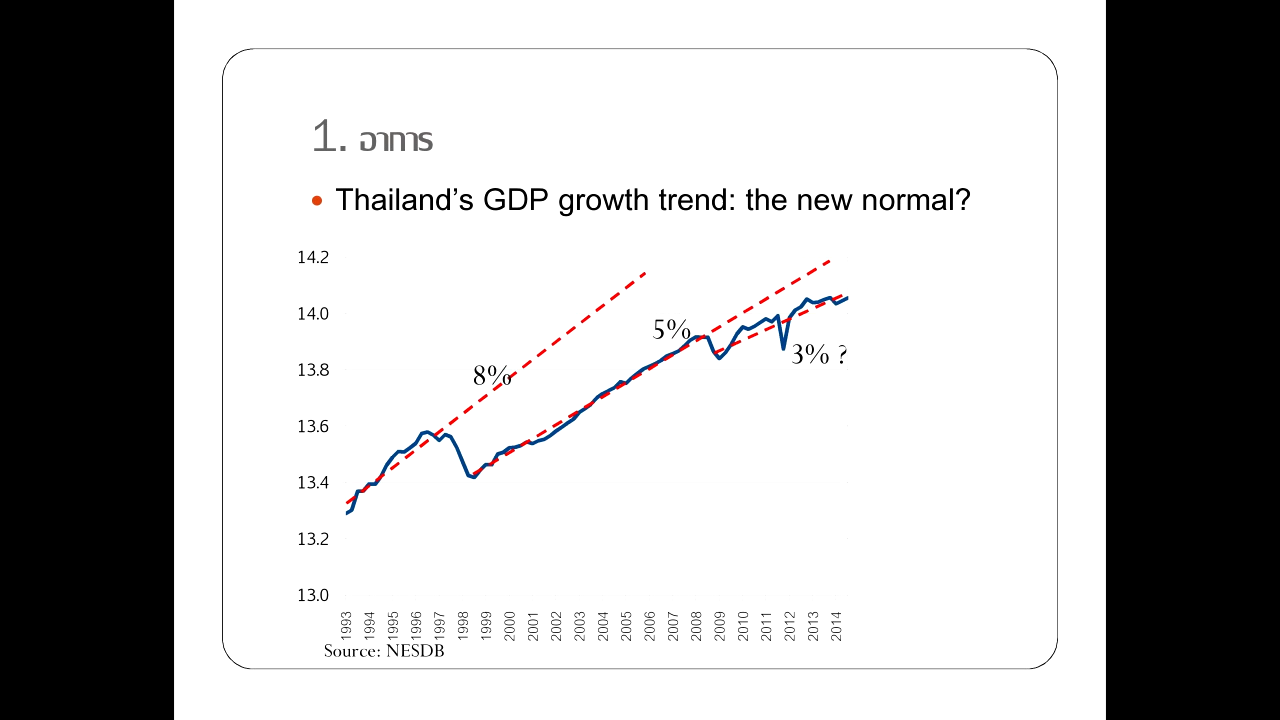 1. อาการ
• Thailand's GDP growth trend: the new normal?
14.2
14.0
13.8
13.6
13.4
13.2
13.0
8%
5%
3% ?
1993 1994 1995 1996 1997 1998 1999 2000 2001 2002 2003 2004 2005 2006 2007 2008 2009 2010 2011 2012 2013 2014
Source: NESDB